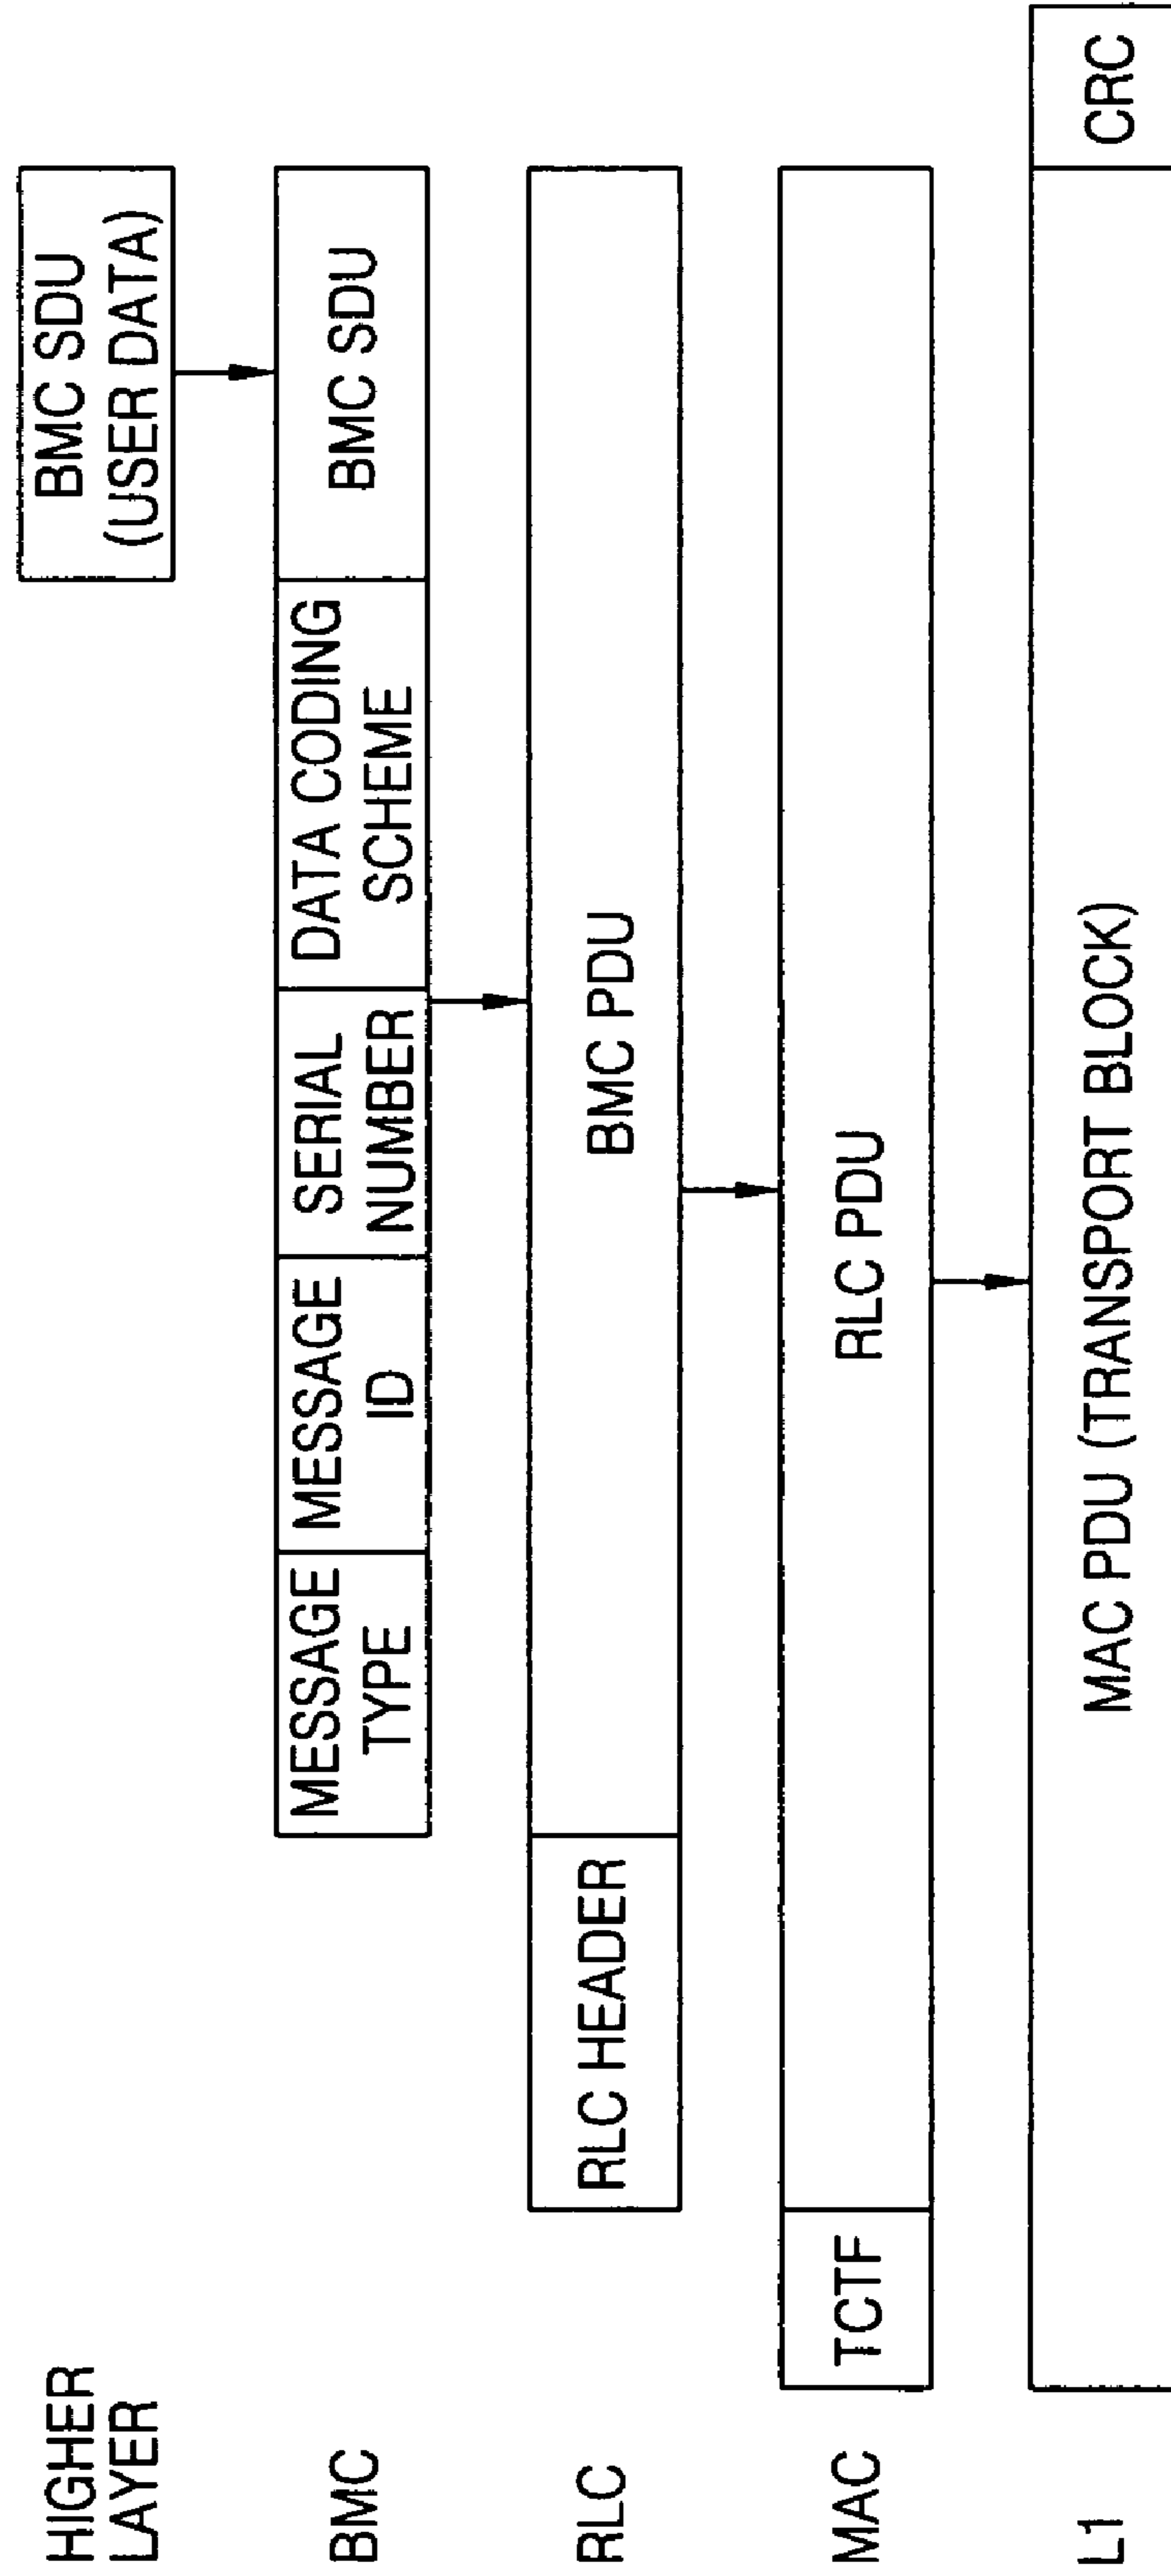 HIGHER
LAYER
BMC SDU
(USER DATA)
BMC
MESSAGE
TYPE
MESSAGE
ID
SERIAL
NUMBER
DATA CODING
SCHEME
BMC SDU
RLC
RLC HEADER
BMC PDU
MAC
TCTF
RLC PDU
L1
MAC PDU (TRANSPORT BLOCK)
CRC